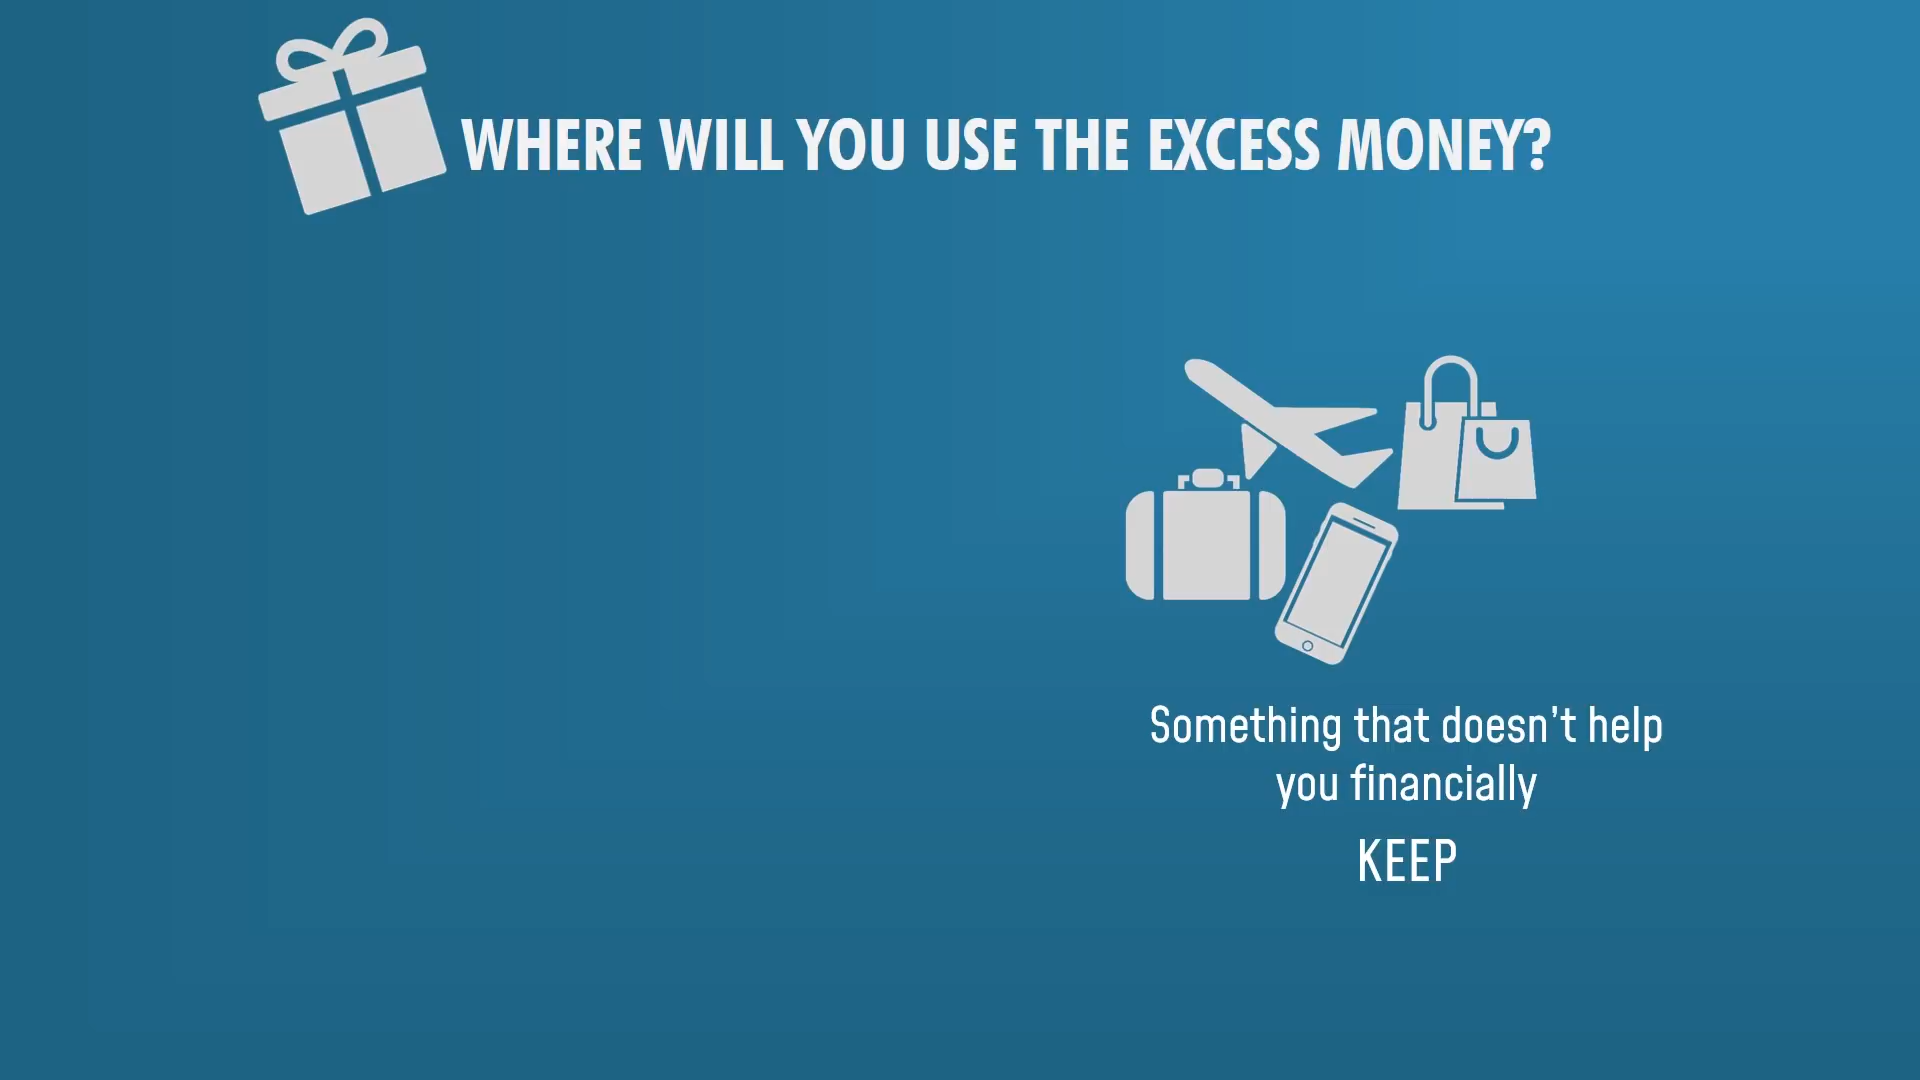 WHERE WILL YOU USE THE EXCESS MONEY?
Something that doesn't help
you financially
KEEP